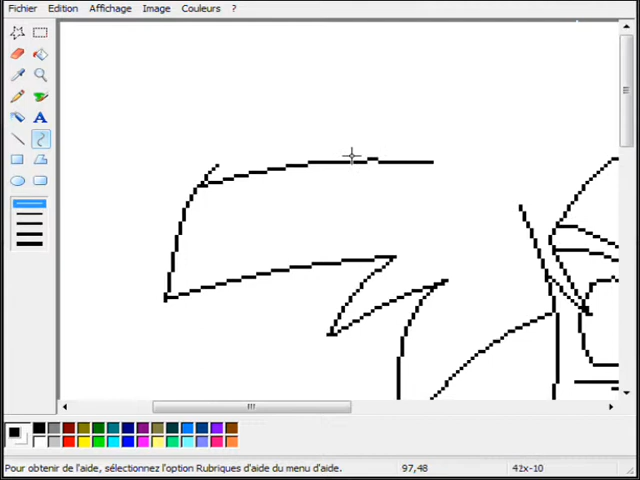 Fichier Edition Affichage Image Couleurs ?
A
Pour obtenir de l'aide, sélectionnez l'option Rubriques d'aide du menu d'aide. 97,48 42x-10